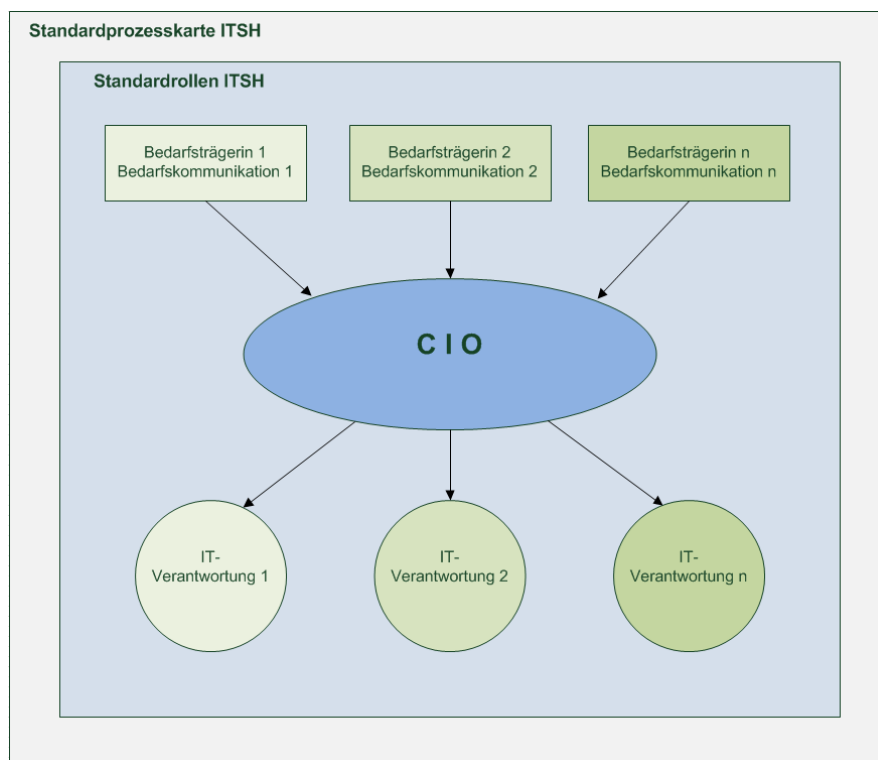 Standardprozesskarte ITSH
Standardrollen ITSH
Bedarfsträgerin 1
Bedarfskommunikation 1
Bedarfsträgerin 2
Bedarfskommunikation 2
Bedarfsträgerin n
Bedarfskommunikation n
C I O
IT-
Verantwortung 1
IT-
Verantwortung 2
IT-
Verantwortung n